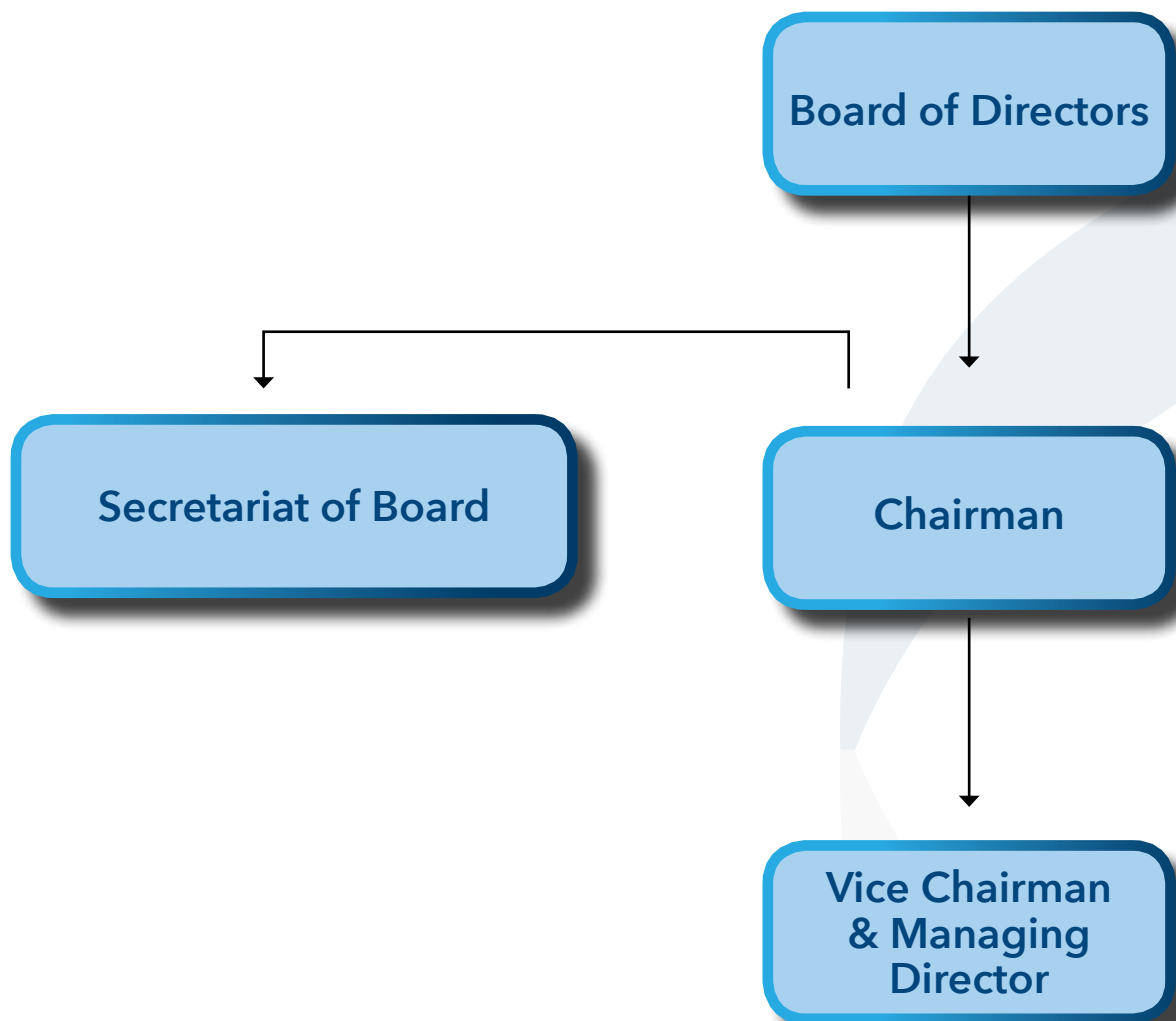 Board of Directors
Secretariat of Board
Chairman
Vice Chairman
& Managing
Director